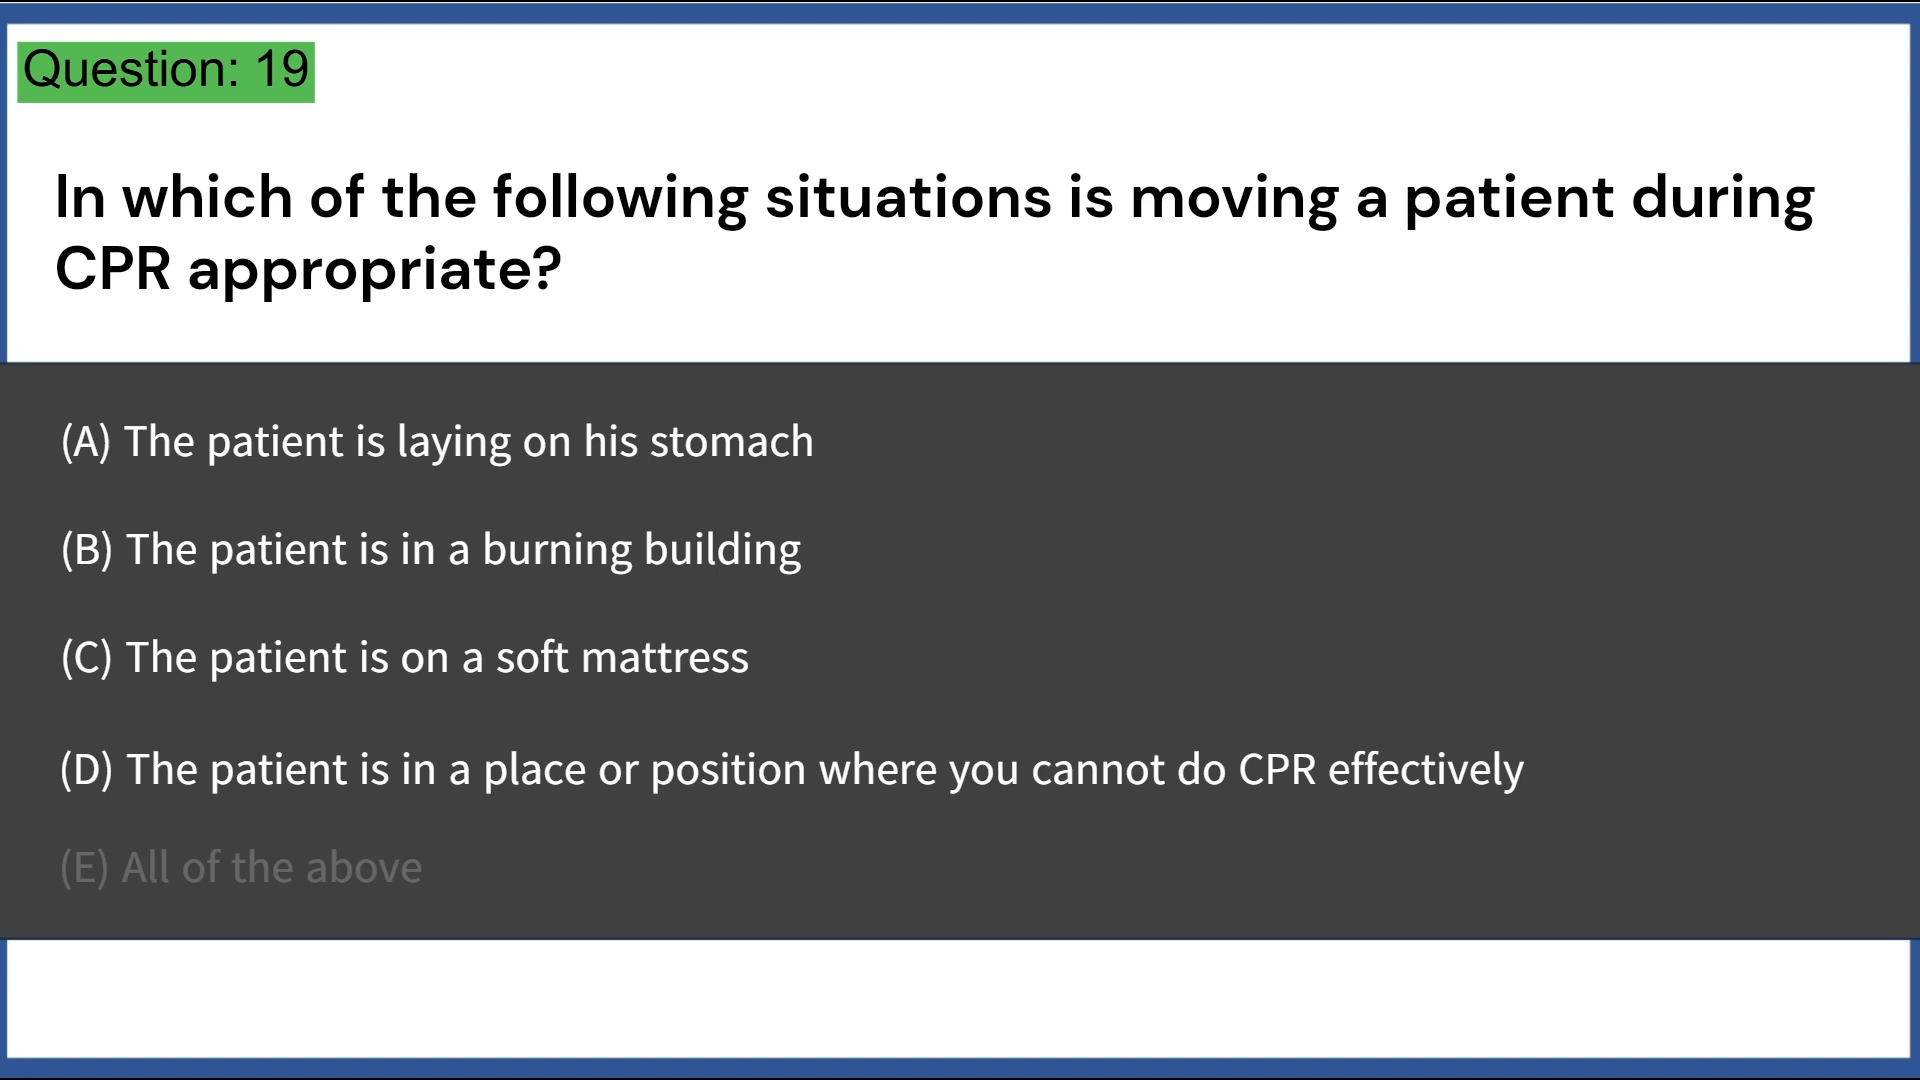 Question: 19
In which of the following situations is moving a patient during
CPR appropriate?
(A) The patient is laying on his stomach
(B) The patient is in a burning building
(C) The patient is on a soft mattress
(D) The patient is in a place or position where you cannot do CPR effectively
(E) All of the above